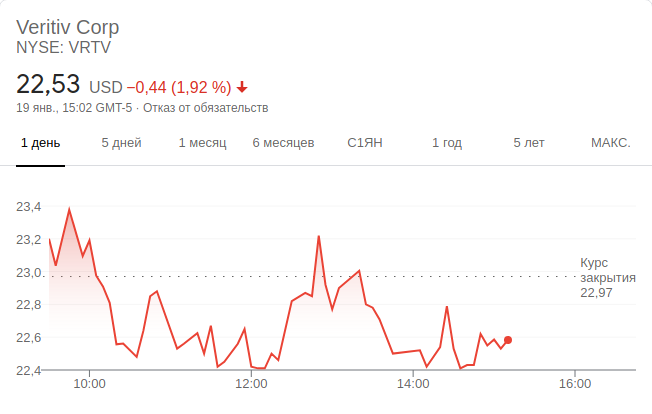 Veritiv Corp
NYSE: VRTV
22,53 USD −0,44 (1,92 %)
19 янв., 15:02 GMT-5 · Отказ от обязательств
1 день 5 дней 1 месяц 6 месяцев С1ЯН 1 год 5 лет МАКС.
23,4
23,2
23,0
22,8
22,6
22,4
Курс
закрытия
22,97
10:00 12:00 14:00 16:00